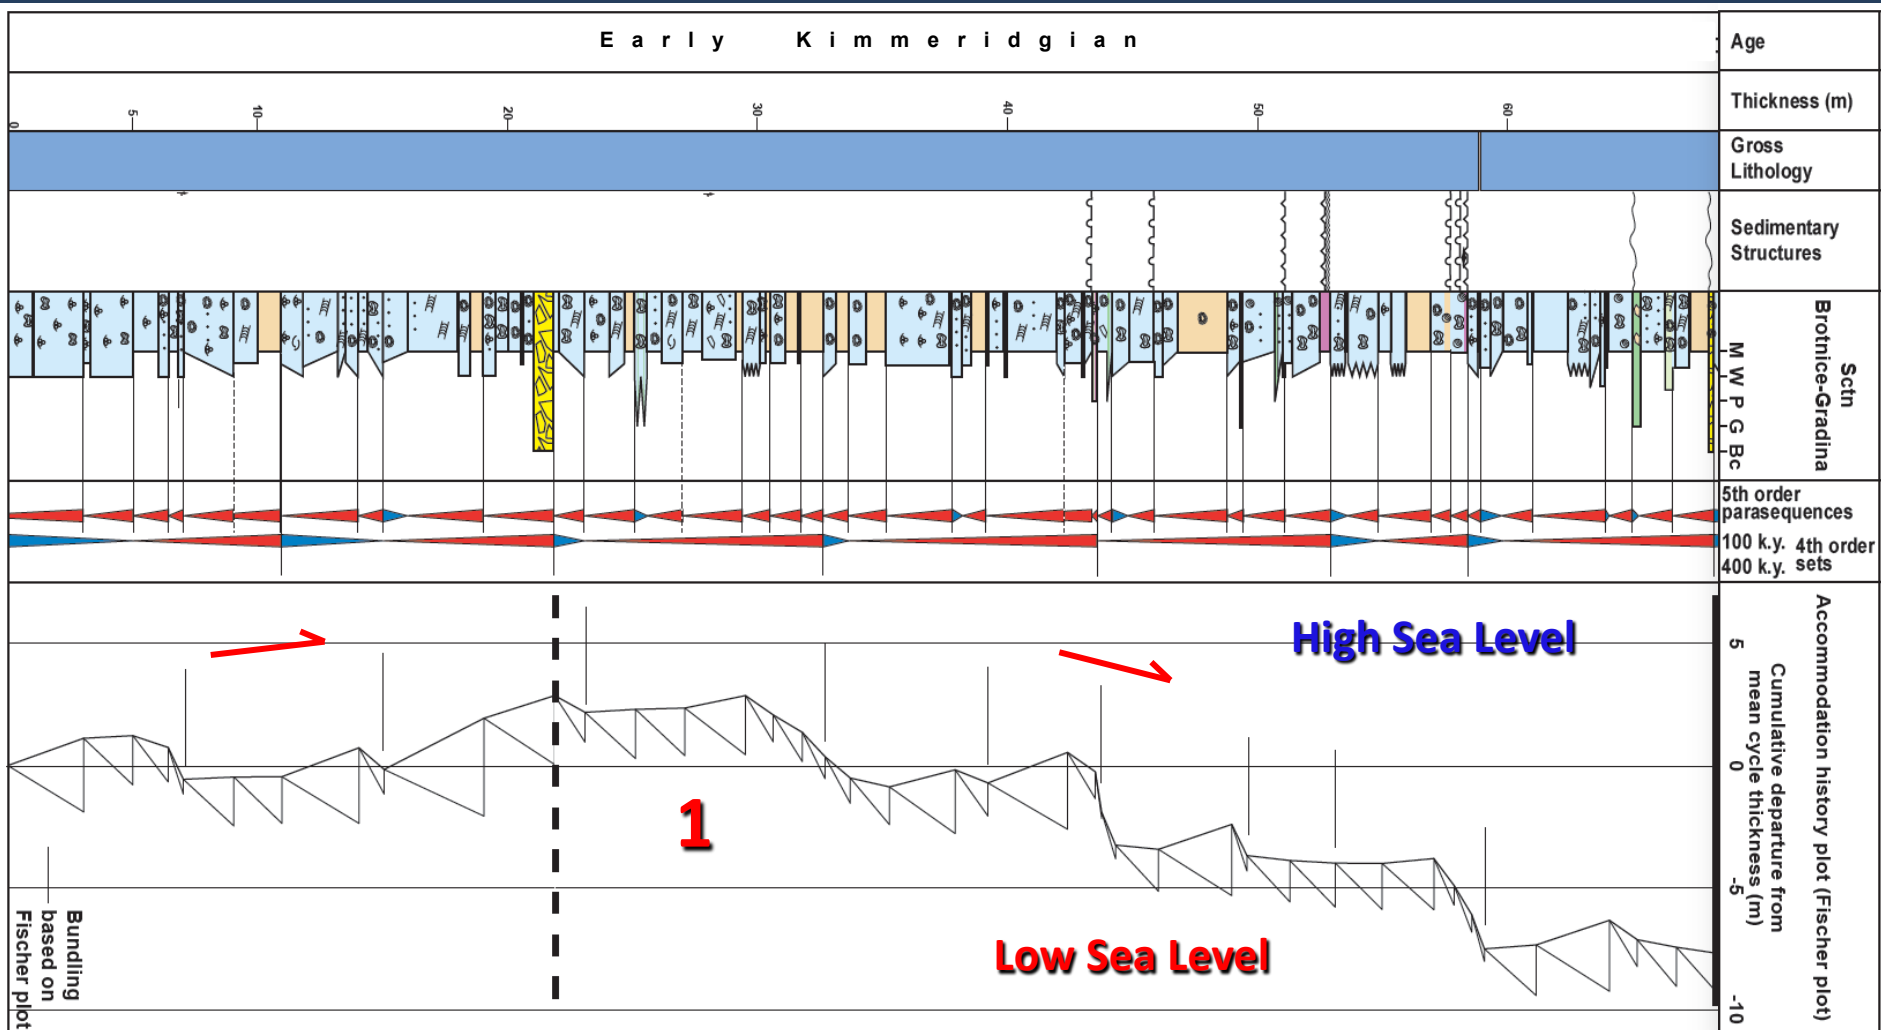 Early Kimmeridgian
Age
0
5
10
20
30
40
50
60
Thickness (m)
Gross
Lithology
Sedimentary
Structures
M
W
P
G
Bc
Brotnice-Gradina
Sctn
5th order
parasequences
100 k.y.
400 k.y.
4th order
sets
High Sea Level
Low Sea Level
1
5
0
-5
-10
Cumulative departure from
mean cycle thickness (m)
Accommodation history plot (Fischer plot)
Bundling
based on
Fischer plot